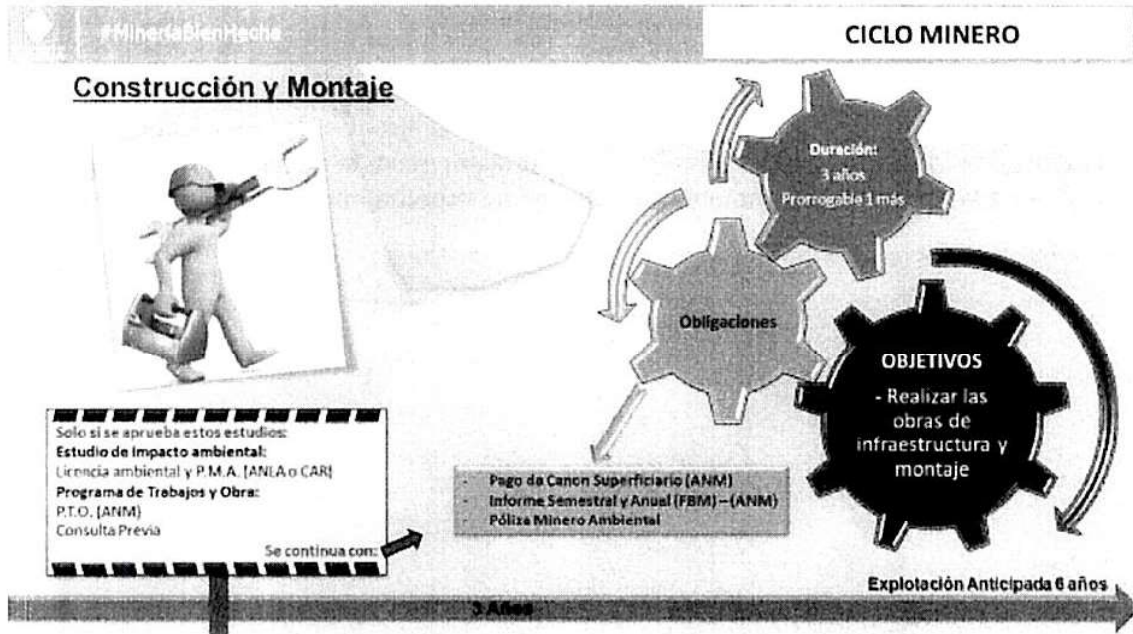 #MineríaBienHecha
CICLO MINERO
Construcción y Montaje
Duración:
3 años
Prorrogable 1 más
Obligaciones
OBJETIVOS
- Realizar las
obras de
infraestructura y
montaje
Solo si se aprueba estos estudios:
Estudio de Impacto ambiental:
Licencia ambiental y P.M.A. (ANLA o CAR)
Programa de Trabajos y Obra:
P.T.O. (ANM)
Consulta Previa
Se continua con:
- Pago de Canon Superficiario (ANM)
- Informe Semestral y Anual (FBM) – (ANM)
- Póliza Minero Ambiental
Explotación Anticipada 6 años
3 Años